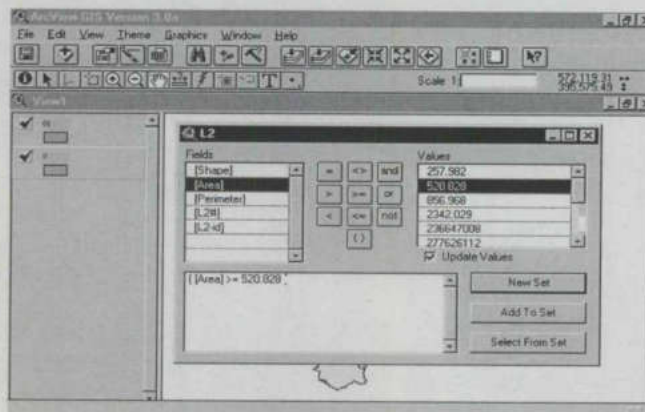 ArcView GIS Version 3.0a
File Edit View Theme Graphics Window Help
Scale 1:
572,119.31
395,575.49
View1
L2
Fields
[Shape]
[Area]
[Perimeter]
[L2#]
[L2-id]
= <> and
> >= or
< <= not
( )
Values
257.982
520.828
856.968
2342.029
236647008
277626112
Update Values
( [Area] >= 520.828
New Set
Add To Set
Select From Set